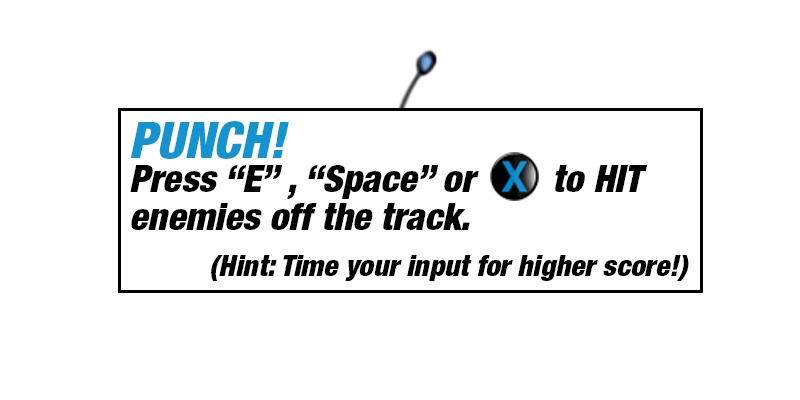 PUNCH!
Press “E” , “Space” or X to HIT
enemies off the track.
(Hint: Time your input for higher score!)